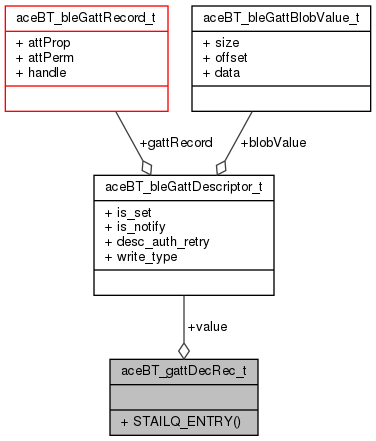 aceBT_bleGattRecord_t
+ attProp
+ attPerm
+ handle
aceBT_bleGattBlobValue_t
+ size
+ offset
+ data
+gattRecord
+blobValue
aceBT_bleGattDescriptor_t
+ is_set
+ is_notify
+ desc_auth_retry
+ write_type
+value
aceBT_gattDecRec_t
+ STAILQ_ENTRY()